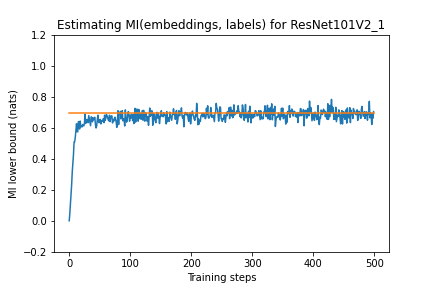 Estimating MI(embeddings, labels) for ResNet101V2_1
1.2
1.0
0.8
0.6
0.4
0.2
0.0
−0.2
MI lower bound (nats)
0 100 200 300 400 500
Training steps